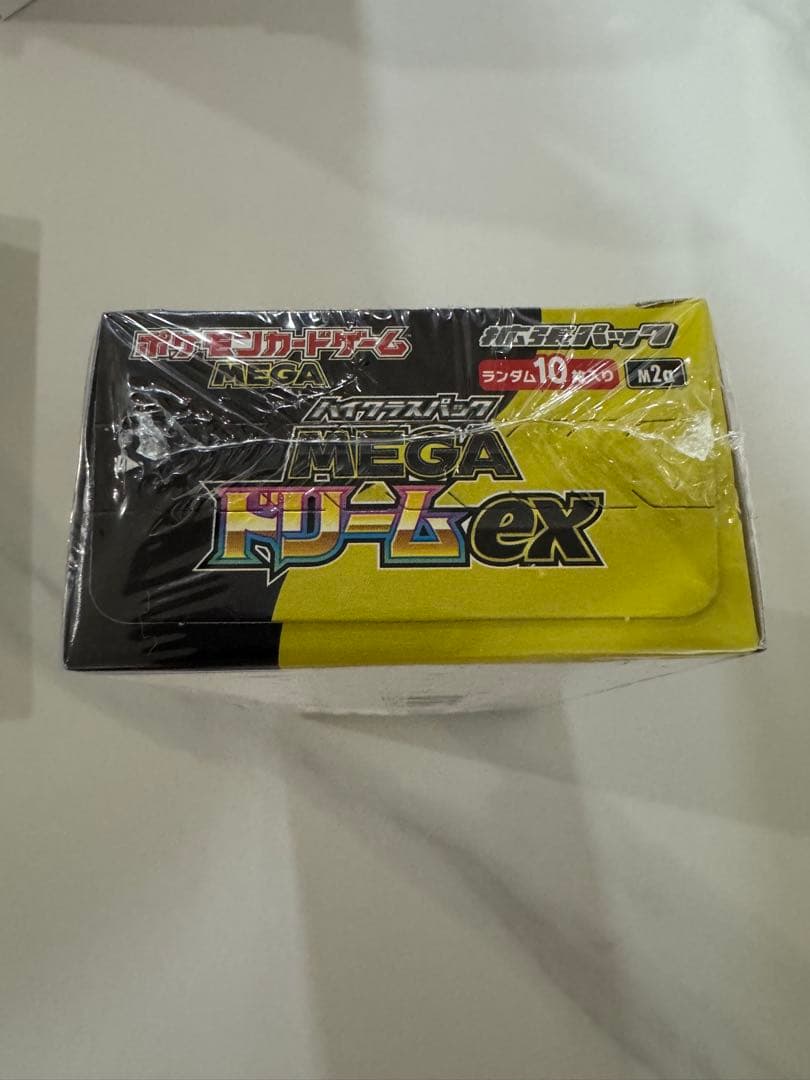 ポケモンカードゲーム
MEGA
拡張パック
ランダム10枚入り
M2a
ハイクラスパック
MEGA
ドリームex